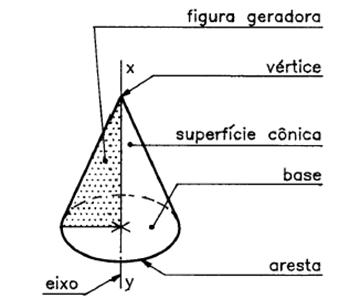 figura geradora
x
vértice
superfície cônica
base
aresta
eixo
y